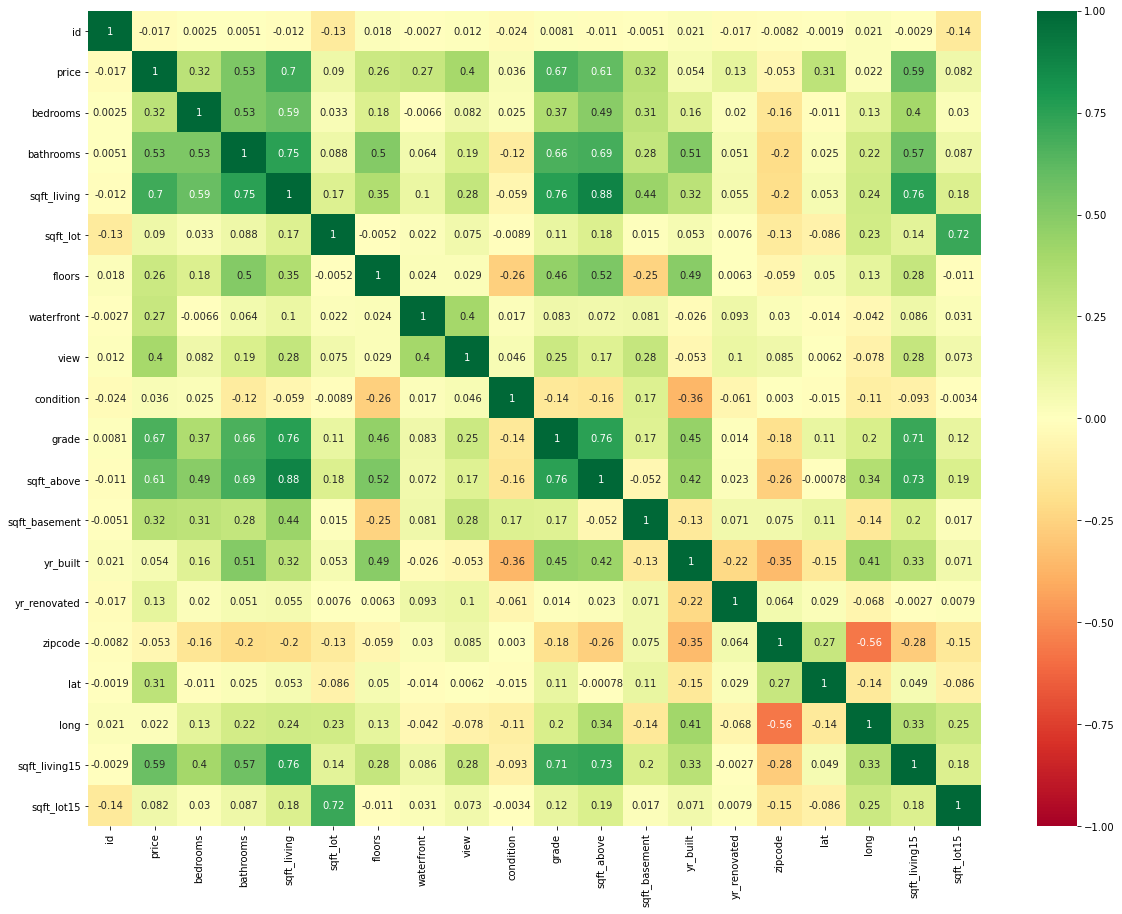 id 1 -0.017 0.0025 0.0051 -0.012 -0.13 0.018 -0.0027 0.012 -0.024 0.0081 -0.011 -0.0051 0.021 -0.017 -0.0082 -0.0019 0.021 -0.0029 -0.14
price -0.017 1 0.32 0.53 0.7 0.09 0.26 0.27 0.4 0.036 0.67 0.61 0.32 0.054 0.13 -0.053 0.31 0.022 0.59 0.082
bedrooms 0.0025 0.32 1 0.53 0.59 0.033 0.18 -0.0066 0.082 0.025 0.37 0.49 0.31 0.16 0.02 -0.16 -0.011 0.13 0.4 0.03
bathrooms 0.0051 0.53 0.53 1 0.75 0.088 0.5 0.064 0.19 -0.12 0.66 0.69 0.28 0.51 0.051 -0.2 0.025 0.22 0.57 0.087
sqft_living -0.012 0.7 0.59 0.75 1 0.17 0.35 0.1 0.28 -0.059 0.76 0.88 0.44 0.32 0.055 -0.2 0.053 0.24 0.76 0.18
sqft_lot -0.13 0.09 0.033 0.088 0.17 1 -0.0052 0.022 0.075 -0.0089 0.11 0.18 0.015 0.053 0.0076 -0.13 -0.086 0.23 0.14 0.72
floors 0.018 0.26 0.18 0.5 0.35 -0.0052 1 0.024 0.029 -0.26 0.46 0.52 -0.25 0.49 0.0063 -0.059 0.05 0.13 0.28 -0.011
waterfront -0.0027 0.27 -0.0066 0.064 0.1 0.022 0.024 1 0.4 0.017 0.083 0.072 0.081 -0.026 0.093 0.03 -0.014 -0.042 0.086 0.031
view 0.012 0.4 0.082 0.19 0.28 0.075 0.029 0.4 1 0.046 0.25 0.17 0.28 -0.053 0.1 0.085 0.0062 -0.078 0.28 0.073
condition -0.024 0.036 0.025 -0.12 -0.059 -0.0089 -0.26 0.017 0.046 1 -0.14 -0.16 0.17 -0.36 -0.061 0.003 -0.015 -0.11 -0.093 -0.0034
grade 0.0081 0.67 0.37 0.66 0.76 0.11 0.46 0.083 0.25 -0.14 1 0.76 0.17 0.45 0.014 -0.18 0.11 0.2 0.71 0.12
sqft_above -0.011 0.61 0.49 0.69 0.88 0.18 0.52 0.072 0.17 -0.16 0.76 1 -0.052 0.42 0.023 -0.26 -0.00078 0.34 0.73 0.19
sqft_basement -0.0051 0.32 0.31 0.28 0.44 0.015 -0.25 0.081 0.28 0.17 0.17 -0.052 1 -0.13 0.071 0.075 0.11 -0.14 0.2 0.017
yr_built 0.021 0.054 0.16 0.51 0.32 0.053 0.49 -0.026 -0.053 -0.36 0.45 0.42 -0.13 1 -0.22 -0.35 -0.15 0.41 0.33 0.071
yr_renovated -0.017 0.13 0.02 0.051 0.055 0.0076 0.0063 0.093 0.1 -0.061 0.014 0.023 0.071 -0.22 1 0.064 0.029 -0.068 -0.0027 0.0079
zipcode -0.0082 -0.053 -0.16 -0.2 -0.2 -0.13 -0.059 0.03 0.085 0.003 -0.18 -0.26 0.075 -0.35 0.064 1 0.27 -0.56 -0.28 -0.15
lat -0.0019 0.31 -0.011 0.025 0.053 -0.086 0.05 -0.014 0.0062 -0.015 0.11 -0.00078 0.11 -0.15 0.029 0.27 1 -0.14 0.049 -0.086
long 0.021 0.022 0.13 0.22 0.24 0.23 0.13 -0.042 -0.078 -0.11 0.2 0.34 -0.14 0.41 -0.068 -0.56 -0.14 1 0.33 0.25
sqft_living15 -0.0029 0.59 0.4 0.57 0.76 0.14 0.28 0.086 0.28 -0.093 0.71 0.73 0.2 0.33 -0.0027 -0.28 0.049 0.33 1 0.18
sqft_lot15 -0.14 0.082 0.03 0.087 0.18 0.72 -0.011 0.031 0.073 -0.0034 0.12 0.19 0.017 0.071 0.0079 -0.15 -0.086 0.25 0.18 1
id price bedrooms bathrooms sqft_living sqft_lot floors waterfront view condition grade sqft_above sqft_basement yr_built yr_renovated zipcode lat long sqft_living15 sqft_lot15
1.00
0.75
0.50
0.25
0.00
−0.25
−0.50
−0.75
−1.00